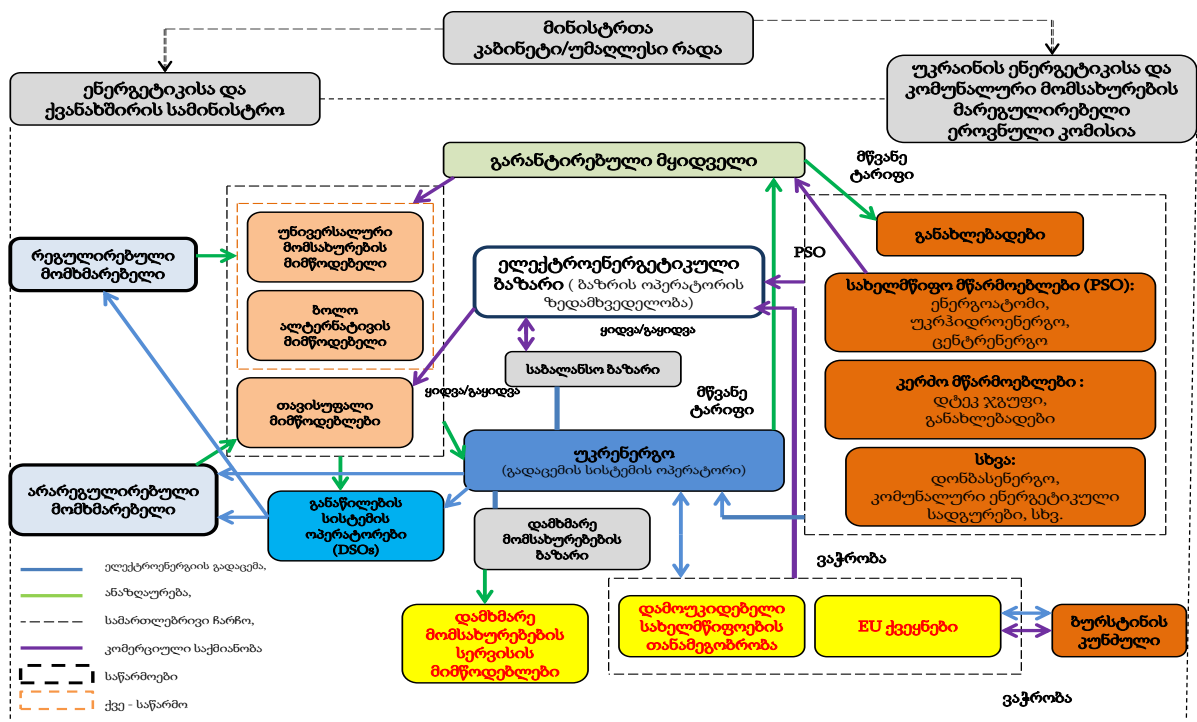 მინისტრთა
კაბინეტი/უმაღლესი რადა
ენერგეტიკისა და
ქვანახშირის სამინისტრო
უკრაინის ენერგეტიკისა და
კომუნალური მომსახურების
მარეგულირებელი
ეროვნული კომისია
გარანტირებული მყიდველი
მწვანე
ტარიფი
უნივერსალური
მომსახურების
მიმწოდებელი
განახლებადები
რეგულირებული
მომხმარებელი
ელექტროენერგეტიკული
ბაზარი ( ბაზრის ოპერატორის
ზედამხველობა)
PSO
სახელმწიფო მწარმოებლები (PSO):
ენერგოატომი,
უკრჰიდროენერგო,
ცენტრენერგო
ბოლო
ალტერნატივის
მიმწოდებელი
ყიდვა/გაყიდვა
საბალანსო ბაზარი
კერძო მწარმოებლები :
დტეკ ჯგუფი,
განახლებადები
თავისუფალი
მიმწოდებლები
ყიდვა/გაყიდვა
მწვანე
ტარიფი
უკრენერგო
(გადაცემის სისტემის ოპერატორი)
სხვა:
დონბასენერგო,
კომუნალური ენერგეტიკული
სადგურები, სხვ.
არარეგულირებული
მომხმარებელი
განაწილების
სისტემის
ოპერატორები
(DSOs)
დამხმარე
მომსახურებების
ბაზარი
ვაჭრობა
ელექტროენერგიის გადაცემა,
ანაზღაურება,
სამართლებრივი ჩარჩო,
კომერციული საქმიანობა
საწარმოები
ქვე - საწარმო
დამხმარე
მომსახურებების
სერვისის
მიმწოდებლები
დამოუკიდებელი
სახელმწიფოების
თანამეგობრობა
EU ქვეყნები
ბურსტინის
კუნძული
ვაჭრობა